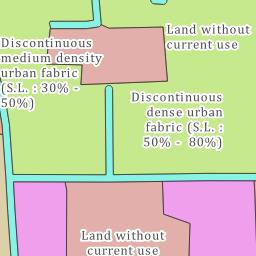 Land without
current use
Discontinuous
medium density
urban fabric
(S.L. : 30% -
50%)
Discontinuous
dense urban
fabric (S.L. :
50% - 80%)
Land without
current use